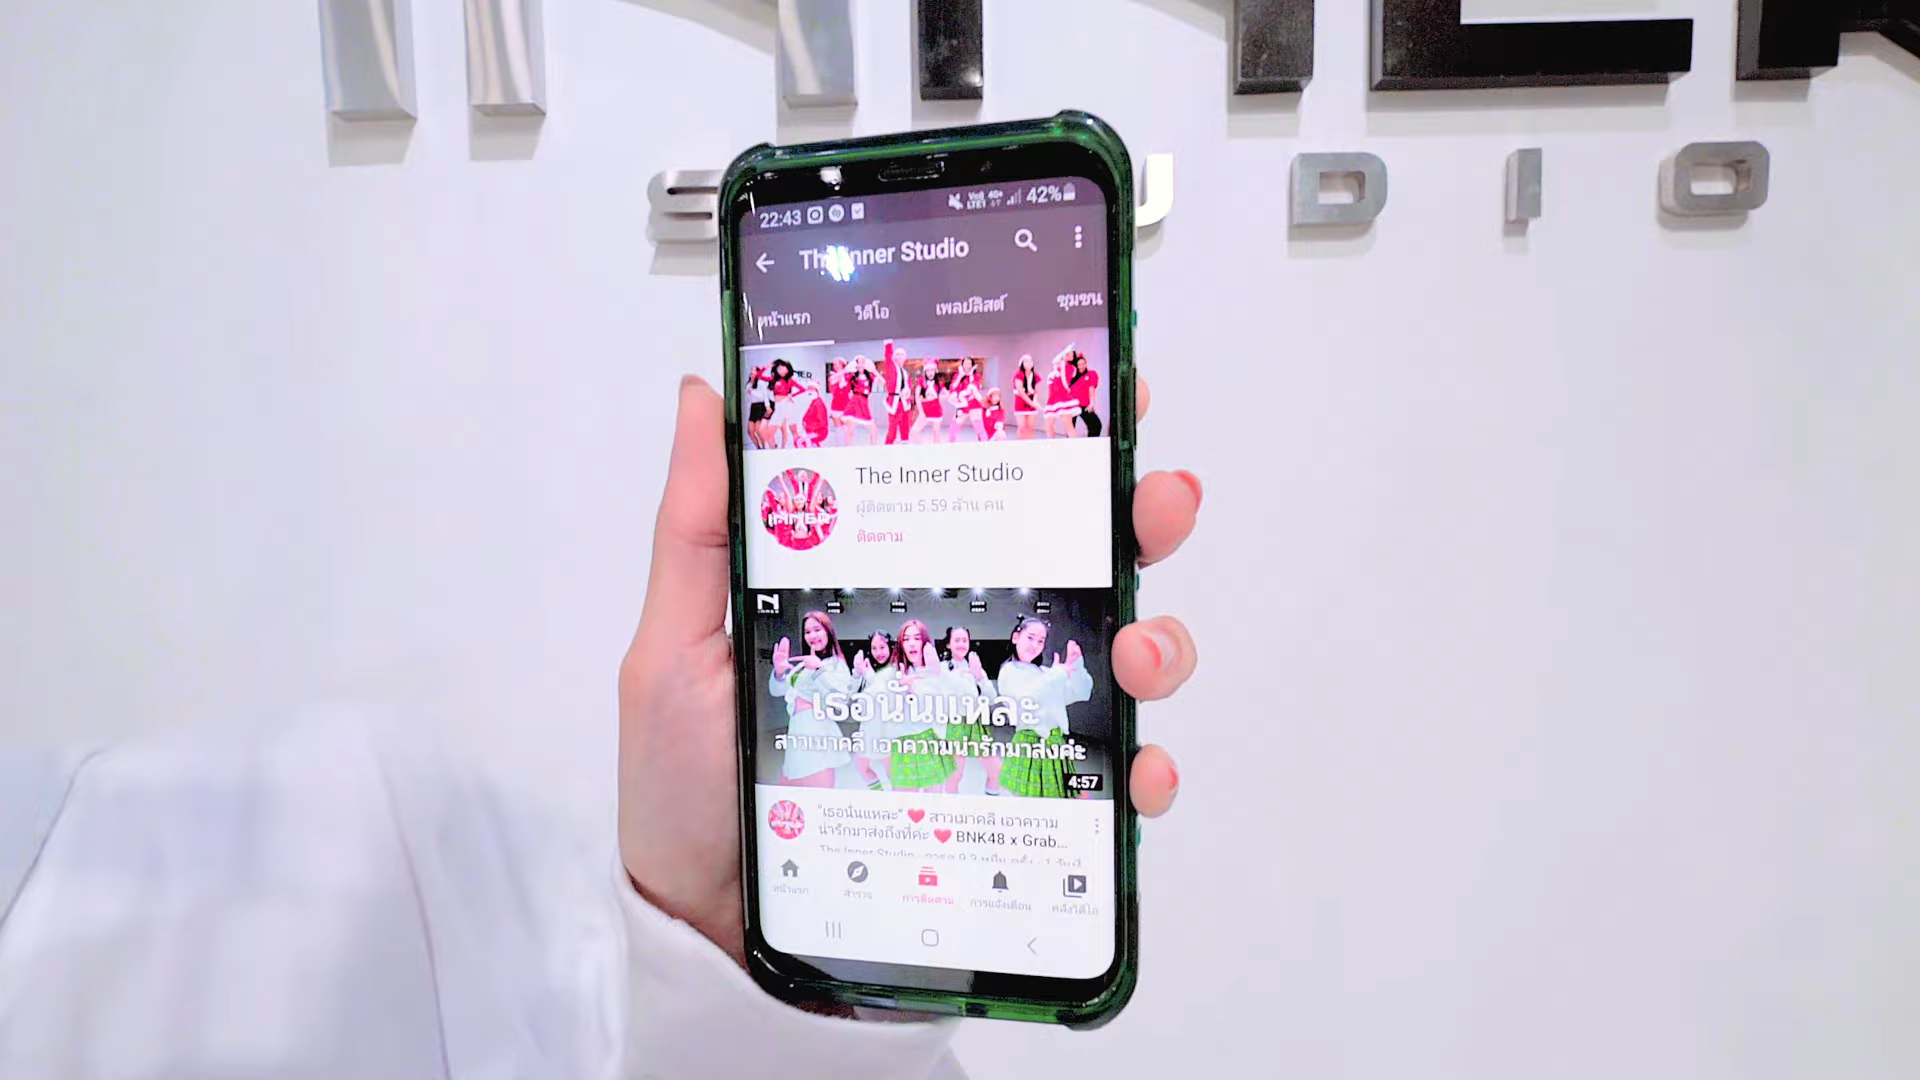 INNER
STUDIO
22:43
42%
The Inner Studio
หน้าแรก
วิดีโอ
เพลย์ลิสต์
ชุมชน
The Inner Studio
ผู้ติดตาม 5.59 ล้าน คน
ติดตาม
INNER
เธอนั่นแหละ
สาวเมาคลี เอาความน่ารักมาส่งค่ะ
4:57
"เธอนั่นแหละ" ❤ สาวเมาคลี เอาความ
น่ารักมาส่งถึงที่ค่ะ ❤ BNK48 x Grab...
The Inner Studio
หน้าแรก
สำรวจ
การติดตาม
การแจ้งเตือน
คลังวิดีโอ